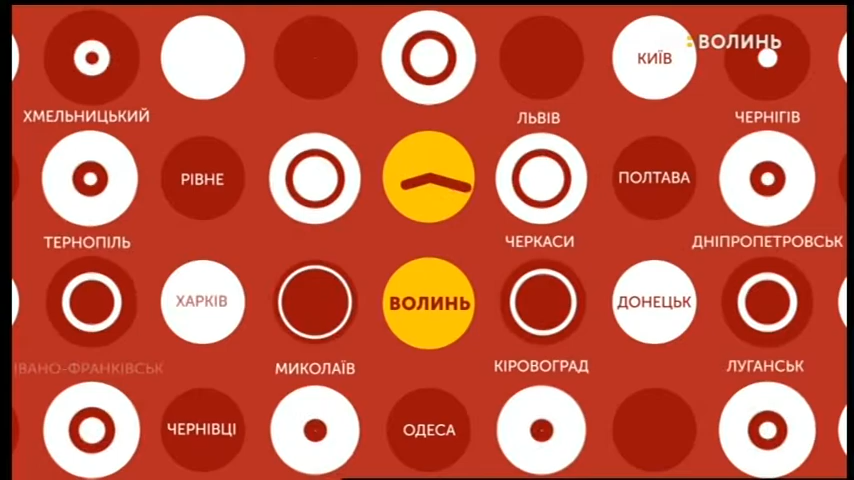 :ВОЛИНЬ
КИЇВ
ХМЕЛЬНИЦЬКИЙ
ЛЬВІВ
ЧЕРНІГІВ
РІВНЕ
ПОЛТАВА
ТЕРНОПІЛЬ
ЧЕРКАСИ
ДНІПРОПЕТРОВСЬК
ХАРКІВ
ВОЛИНЬ
ДОНЕЦЬК
ІВАНО-ФРАНКІВСЬК
МИКОЛАЇВ
КІРОВОГРАД
ЛУГАНСЬК
ЧЕРНІВЦІ
ОДЕСА